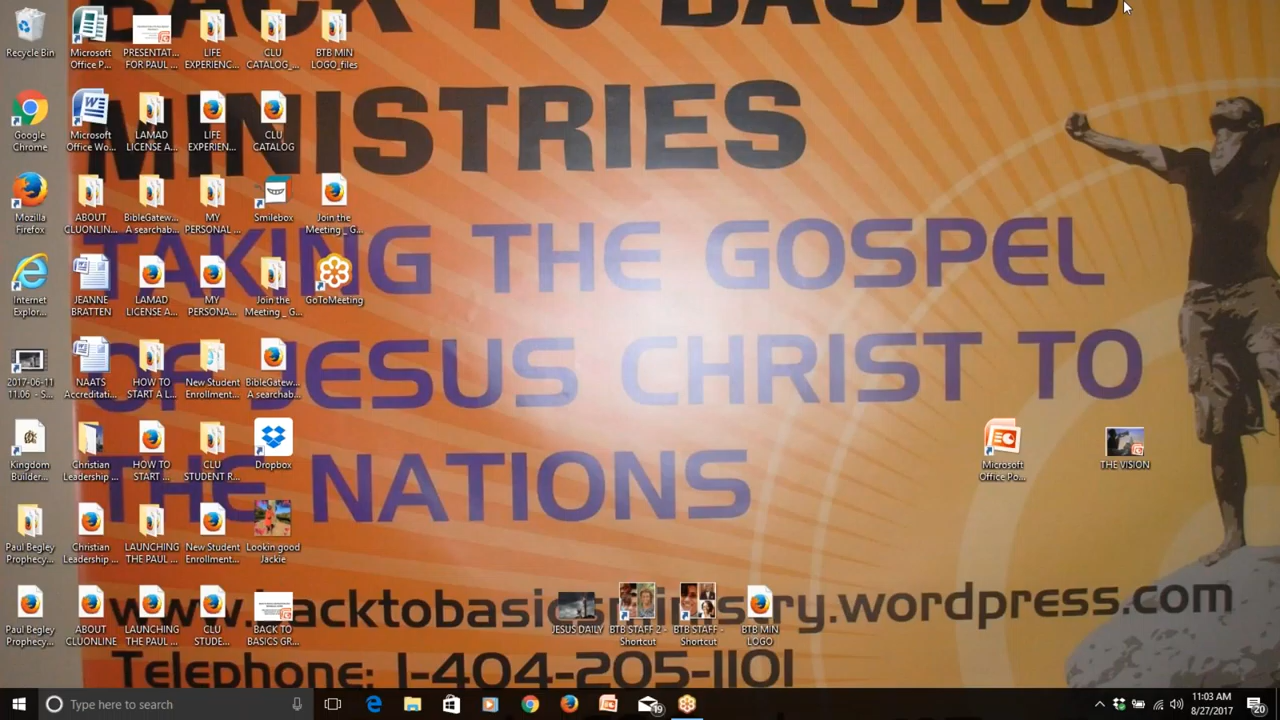 BACK TO BASICS
MINISTRIES
TAKING THE GOSPEL
OF JESUS CHRIST TO
THE NATIONS
www.backtobasicsministry.wordpress.com
Telephone: 1-404-205-1101
Recycle Bin
Microsoft
Office P...
PRESENTAT...
FOR PAUL ...
LIFE
EXPERIENC...
CLU
CATALOG_...
BTB MIN
LOGO_files
Google
Chrome
Microsoft
Office Wo...
LAMAD
LICENSE A...
LIFE
EXPERIEN...
CLU
CATALOG
Mozilla
Firefox
ABOUT
CLUONLIN...
BibleGatew...
A searchab...
MY
PERSONAL ...
Smilebox
Join the
Meeting _ G...
Internet
Explor...
JEANNE
BRATTEN
LAMAD
LICENSE A...
MY
PERSONA...
Join the
Meeting _ G...
GoToMeeting
2017-06-11
11.06 - S...
NAATS
Accreditati...
HOW TO
START A L...
New Student
Enrollment...
BibleGatew...
A searchab...
Kingdom
Builder...
Christian
Leadership ...
HOW TO
START ...
CLU
STUDENT R...
Dropbox
Microsoft
Office Po...
THE VISION
Paul Begley
Prophecy...
Christian
Leadership ...
LAUNCHING
THE PAUL ...
New Student
Enrollment...
Lookin good
Jackie
Paul Begley
Prophecy...
ABOUT
CLUONLINE
LAUNCHING
THE PAUL ...
CLU
STUDE...
BACK TO
BASICS GR...
JESUS DAILY
BTB STAFF 2 -
Shortcut
BTB STAFF -
Shortcut
BTB MIN
LOGO
Type here to search
19
11:03 AM
8/27/2017
20